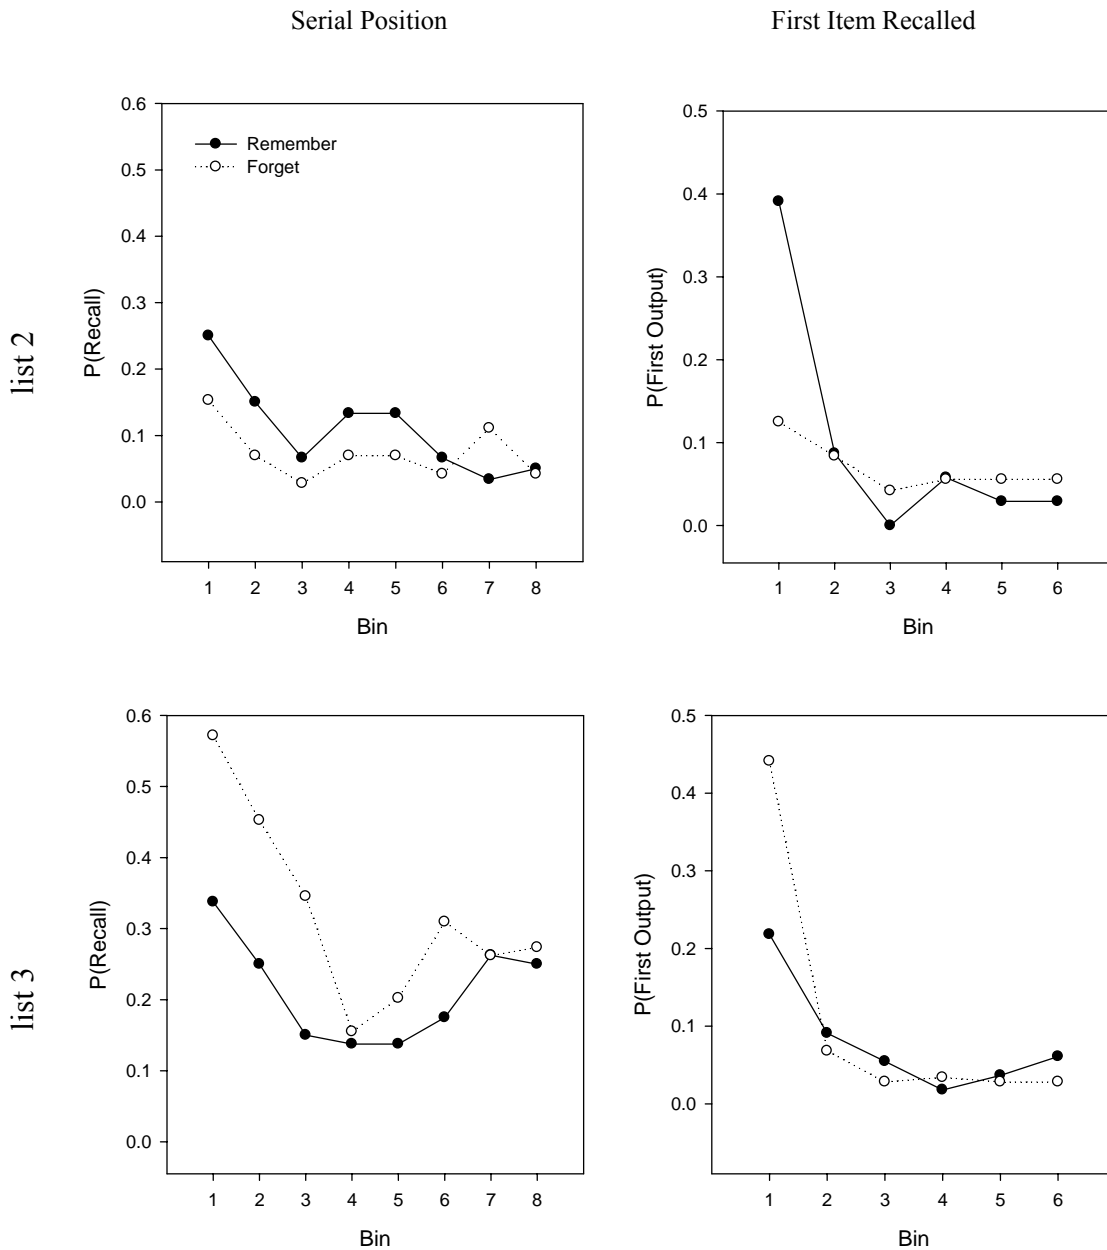 Serial Position
First Item Recalled
list 2
P(Recall)
0.6
0.5
0.4
0.3
0.2
0.1
0.0
Remember
Forget
1 2 3 4 5 6 7 8
Bin
P(First Output)
0.5
0.4
0.3
0.2
0.1
0.0
1 2 3 4 5 6
Bin
list 3
P(Recall)
0.6
0.5
0.4
0.3
0.2
0.1
0.0
1 2 3 4 5 6 7 8
Bin
P(First Output)
0.5
0.4
0.3
0.2
0.1
0.0
1 2 3 4 5 6
Bin